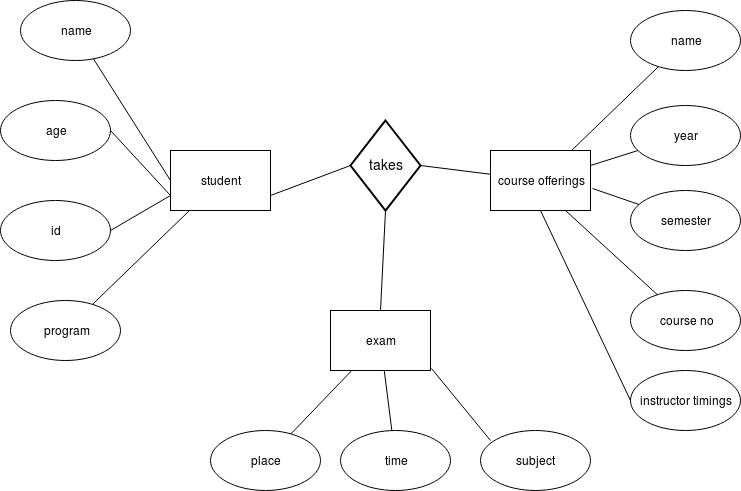 name
name
age
year
takes
student
course offerings
id
semester
program
exam
course no
instructor timings
place
time
subject